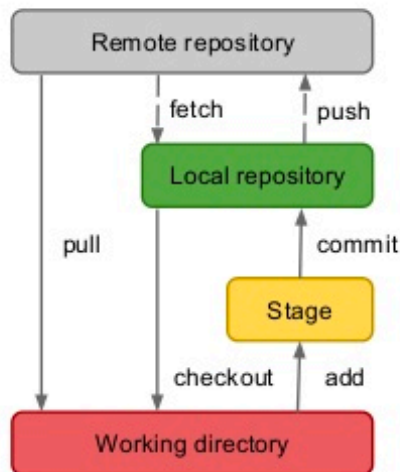 Remote repository
fetch
push
Local repository
pull
commit
Stage
checkout
add
Working directory